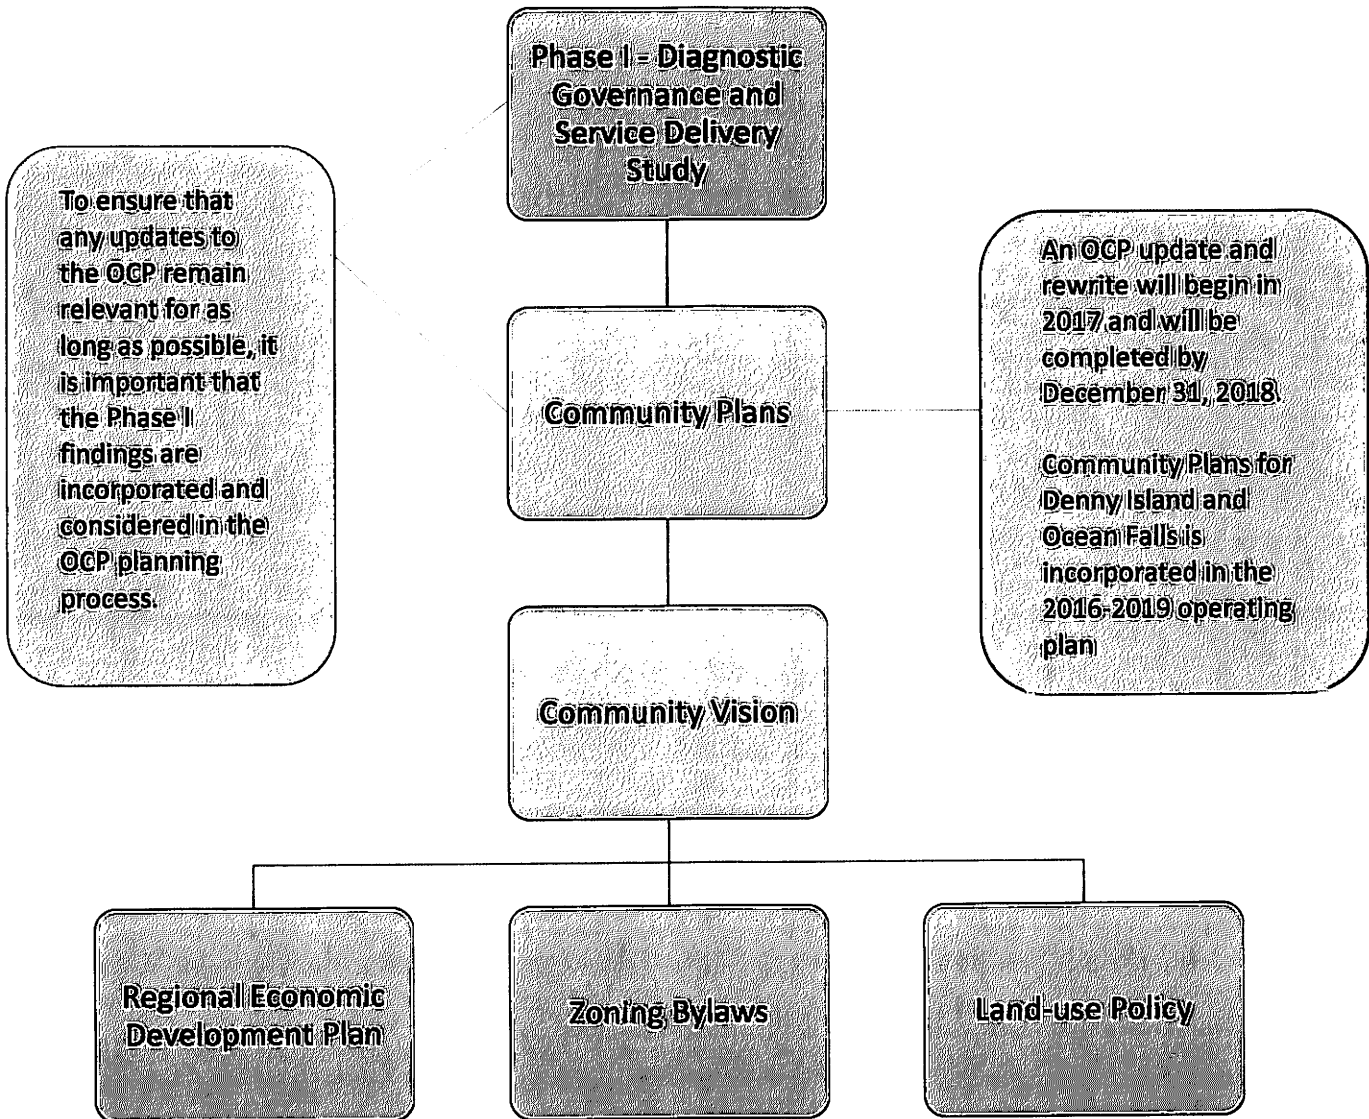 Phase I - Diagnostic
Governance and
Service Delivery
Study
To ensure that
any updates to
the OCP remain
relevant for as
long as possible, it
is important that
the Phase I
findings are
incorporated and
considered in the
OCP planning
process.
Community Plans
An OCP update and
rewrite will begin in
2017 and will be
completed by
December 31, 2018.
Community Plans for
Denny Island and
Ocean Falls is
incorporated in the
2016-2019 operating
plan
Community Vision
Regional Economic
Development Plan
Zoning Bylaws
Land-use Policy